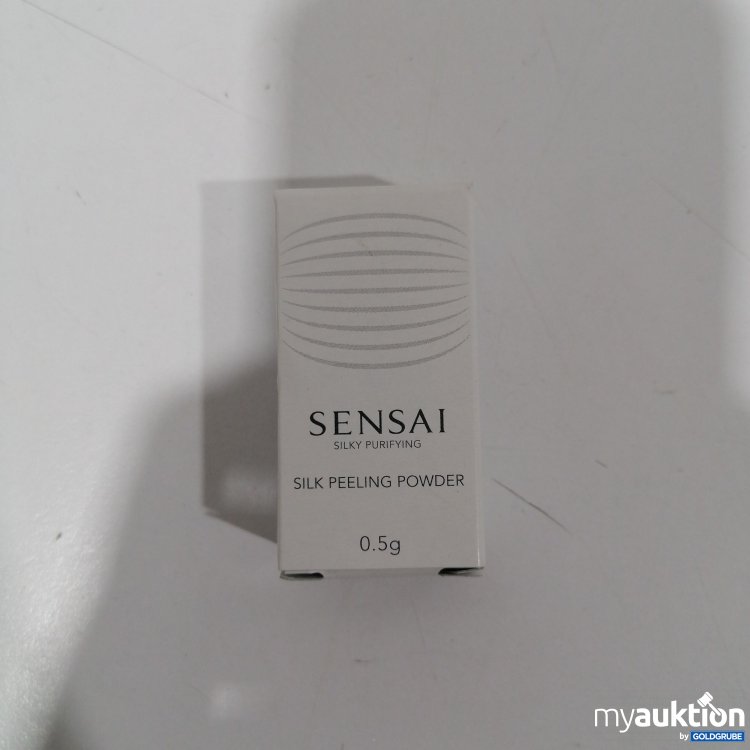 SENSAI
SILKY PURIFYING
SILK PEELING POWDER
0.5g
myauktion
by GOLDGRUBE